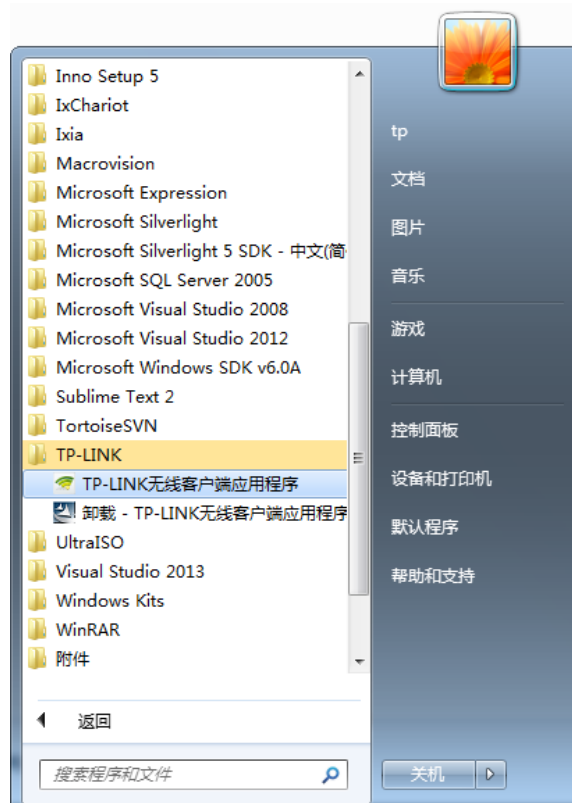 Inno Setup 5
IxChariot
Ixia
Macrovision
Microsoft Expression
Microsoft Silverlight
Microsoft Silverlight 5 SDK - 中文(简
Microsoft SQL Server 2005
Microsoft Visual Studio 2008
Microsoft Visual Studio 2012
Microsoft Windows SDK v6.0A
Sublime Text 2
TortoiseSVN
TP-LINK
TP-LINK无线客户端应用程序
卸载 - TP-LINK无线客户端应用程序
UltraISO
Visual Studio 2013
Windows Kits
WinRAR
附件
返回
搜索程序和文件
tp
文档
图片
音乐
游戏
计算机
控制面板
设备和打印机
默认程序
帮助和支持
关机